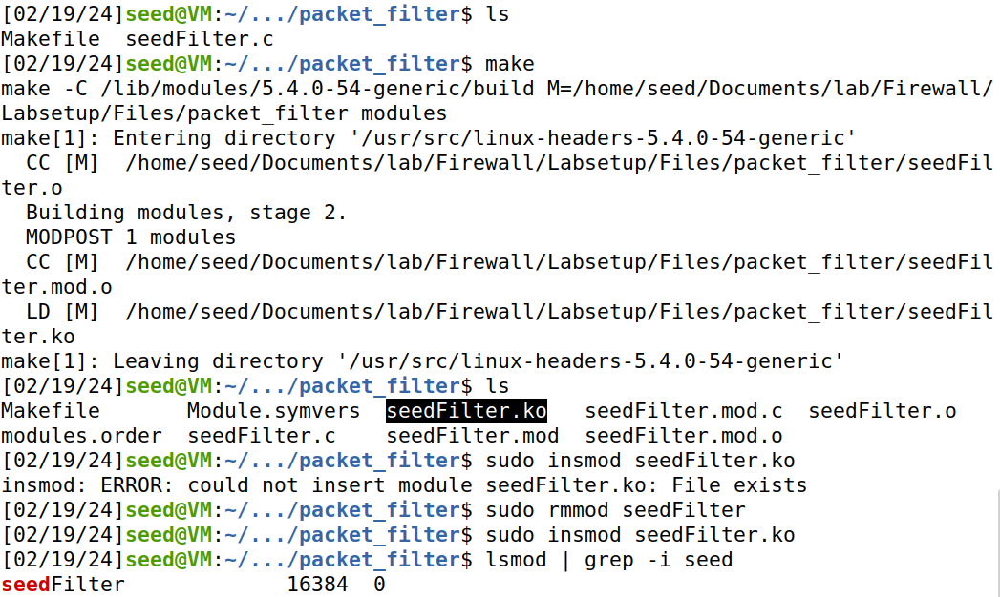 [02/19/24]seed@VM:~/.../packet_filter$ ls
Makefile  seedFilter.c
[02/19/24]seed@VM:~/.../packet_filter$ make
make -C /lib/modules/5.4.0-54-generic/build M=/home/seed/Documents/lab/Firewall/
Labsetup/Files/packet_filter modules
make[1]: Entering directory '/usr/src/linux-headers-5.4.0-54-generic'
  CC [M]  /home/seed/Documents/lab/Firewall/Labsetup/Files/packet_filter/seedFil
ter.o
  Building modules, stage 2.
  MODPOST 1 modules
  CC [M]  /home/seed/Documents/lab/Firewall/Labsetup/Files/packet_filter/seedFil
ter.mod.o
  LD [M]  /home/seed/Documents/lab/Firewall/Labsetup/Files/packet_filter/seedFil
ter.ko
make[1]: Leaving directory '/usr/src/linux-headers-5.4.0-54-generic'
[02/19/24]seed@VM:~/.../packet_filter$ ls
Makefile       Module.symvers  seedFilter.ko   seedFilter.mod.c  seedFilter.o
modules.order  seedFilter.c    seedFilter.mod  seedFilter.mod.o
[02/19/24]seed@VM:~/.../packet_filter$ sudo insmod seedFilter.ko
insmod: ERROR: could not insert module seedFilter.ko: File exists
[02/19/24]seed@VM:~/.../packet_filter$ sudo rmmod seedFilter
[02/19/24]seed@VM:~/.../packet_filter$ sudo insmod seedFilter.ko
[02/19/24]seed@VM:~/.../packet_filter$ lsmod | grep -i seed
seedFilter             16384  0